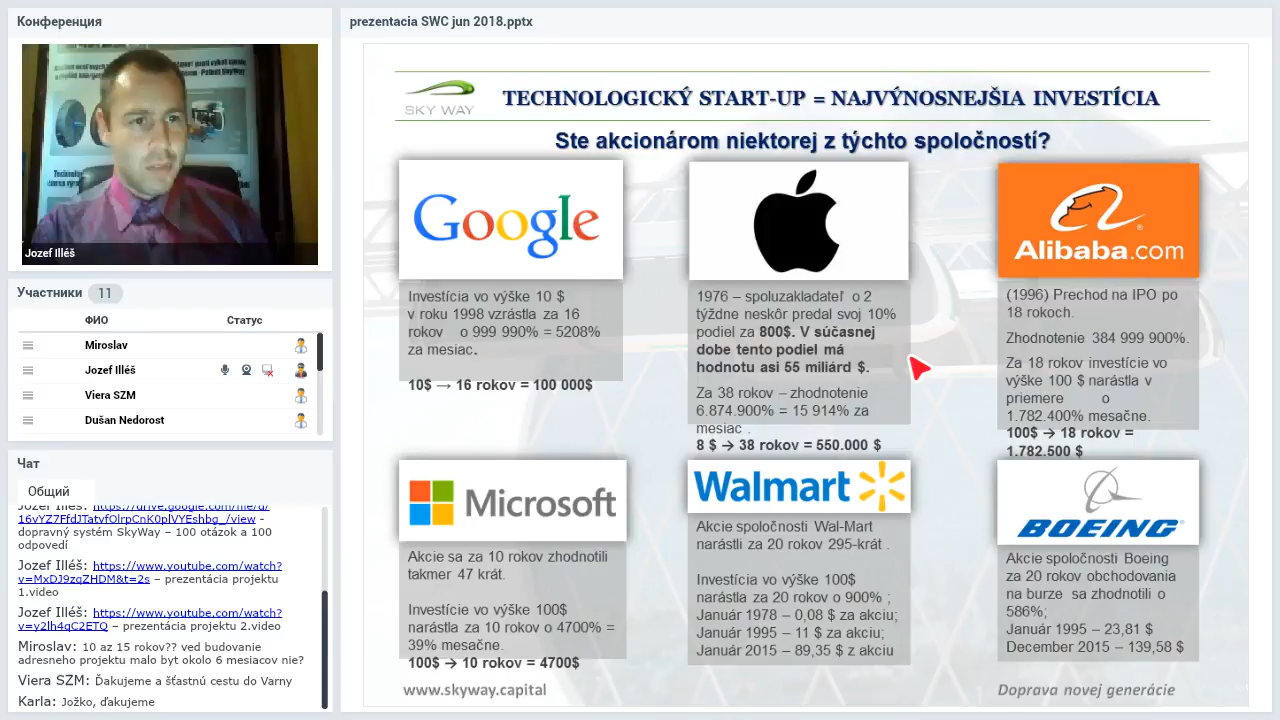 Конференция
Jozef Illéš
Участники 11
ФИО Статус
Miroslav
Jozef Illéš
Viera SZM
Dušan Nedorost
Чат
Общий
Jozef Illéš: https://drive.google.com/file/d/
16vYZ7FfdJTatvfOlrpCnK0plVYEshbg_/view -
dopravný systém SkyWay – 100 otázok a 100
odpovedí
Jozef Illéš: https://www.youtube.com/watch?
v=MxDJ9zqZHDM&t=2s – prezentácia projektu
1.video
Jozef Illéš: https://www.youtube.com/watch?
v=y2lh4qC2ETQ – prezentácia projektu 2.video
Miroslav: 10 az 15 rokov?? ved budovanie
adresneho projektu malo byt okolo 6 mesiacov nie?
Viera SZM: Ďakujeme a šťastnú cestu do Varny
Karla: Jožko, ďakujeme
prezentacia SWC jun 2018.pptx
SKY WAY
TECHNOLOGICKÝ START-UP = NAJVÝNOSNEJŠIA INVESTÍCIA
Ste akcionárom niektorej z týchto spoločností?
Google
Investícia vo výške 10 $
v roku 1998 vzrástla za 16
rokov o 999 990% = 5208%
za mesiac.
10$ → 16 rokov = 100 000$
1976 – spoluzakladateľ o 2
týždne neskôr predal svoj 10%
podiel za 800$. V súčasnej
dobe tento podiel má
hodnotu asi 55 miliárd $.
Za 38 rokov – zhodnotenie
6.874.900% = 15 914% za
mesiac .
8 $ → 38 rokov = 550.000 $
Alibaba.com
(1996) Prechod na IPO po
18 rokoch.
Zhodnotenie 384 999 900%.
Za 18 rokov investície vo
výške 100 $ narástla v
priemere o
1.782.400% mesačne.
100$ → 18 rokov =
1.782.500 $
Microsoft
Akcie sa za 10 rokov zhodnotili
takmer 47 krát.
Investície vo výške 100$
narástla za 10 rokov o 4700% =
39% mesačne.
100$ → 10 rokov = 4700$
Walmart
Akcie spoločnosti Wal-Mart
narástli za 20 rokov 295-krát .
Investícia vo výške 100$
narástla za 20 rokov o 900% ;
Január 1978 – 0,08 $ za akciu;
Január 1995 – 11 $ za akciu;
Január 2015 – 89,35 $ z akciu
BOEING
Akcie spoločnosti Boeing
za 20 rokov obchodovania
na burze sa zhodnotili o
586%;
Január 1995 – 23,81 $
December 2015 – 139,58 $
www.skyway.capital
Doprava novej generácie